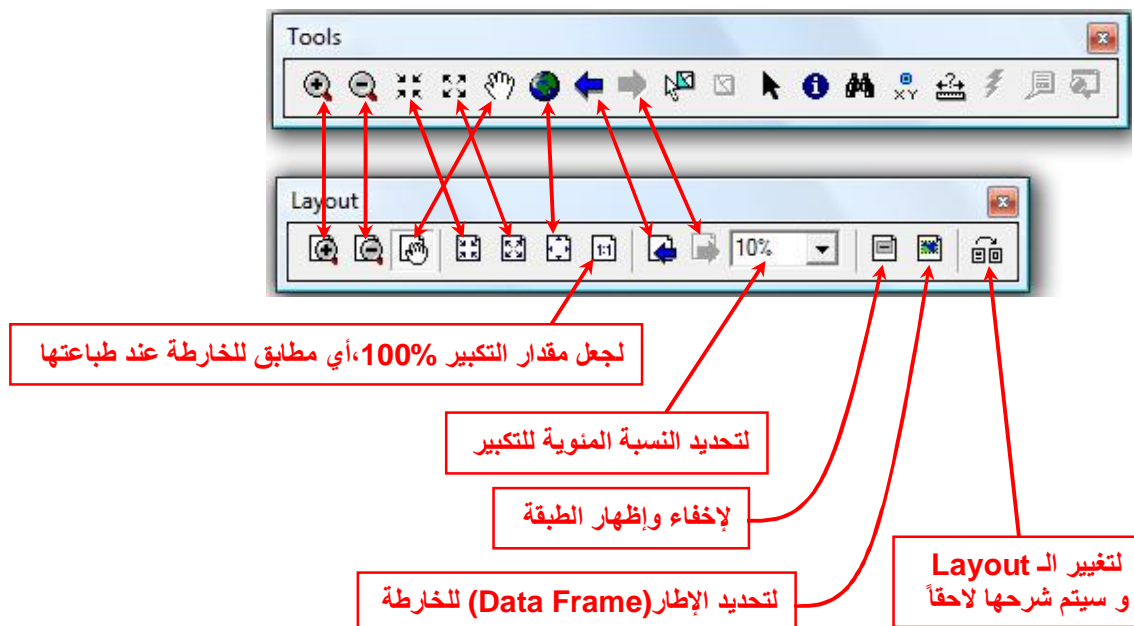 Tools
XY
Layout
1:1
10%
لجعل مقدار التكبير 100%،أي مطابق للخارطة عند طباعتها
لتحديد النسبة المئوية للتكبير
لإخفاء وإظهار الطبقة
لتغيير الـ Layout
و سيتم شرحها لاحقاً
لتحديد الإطار(Data Frame) للخارطة